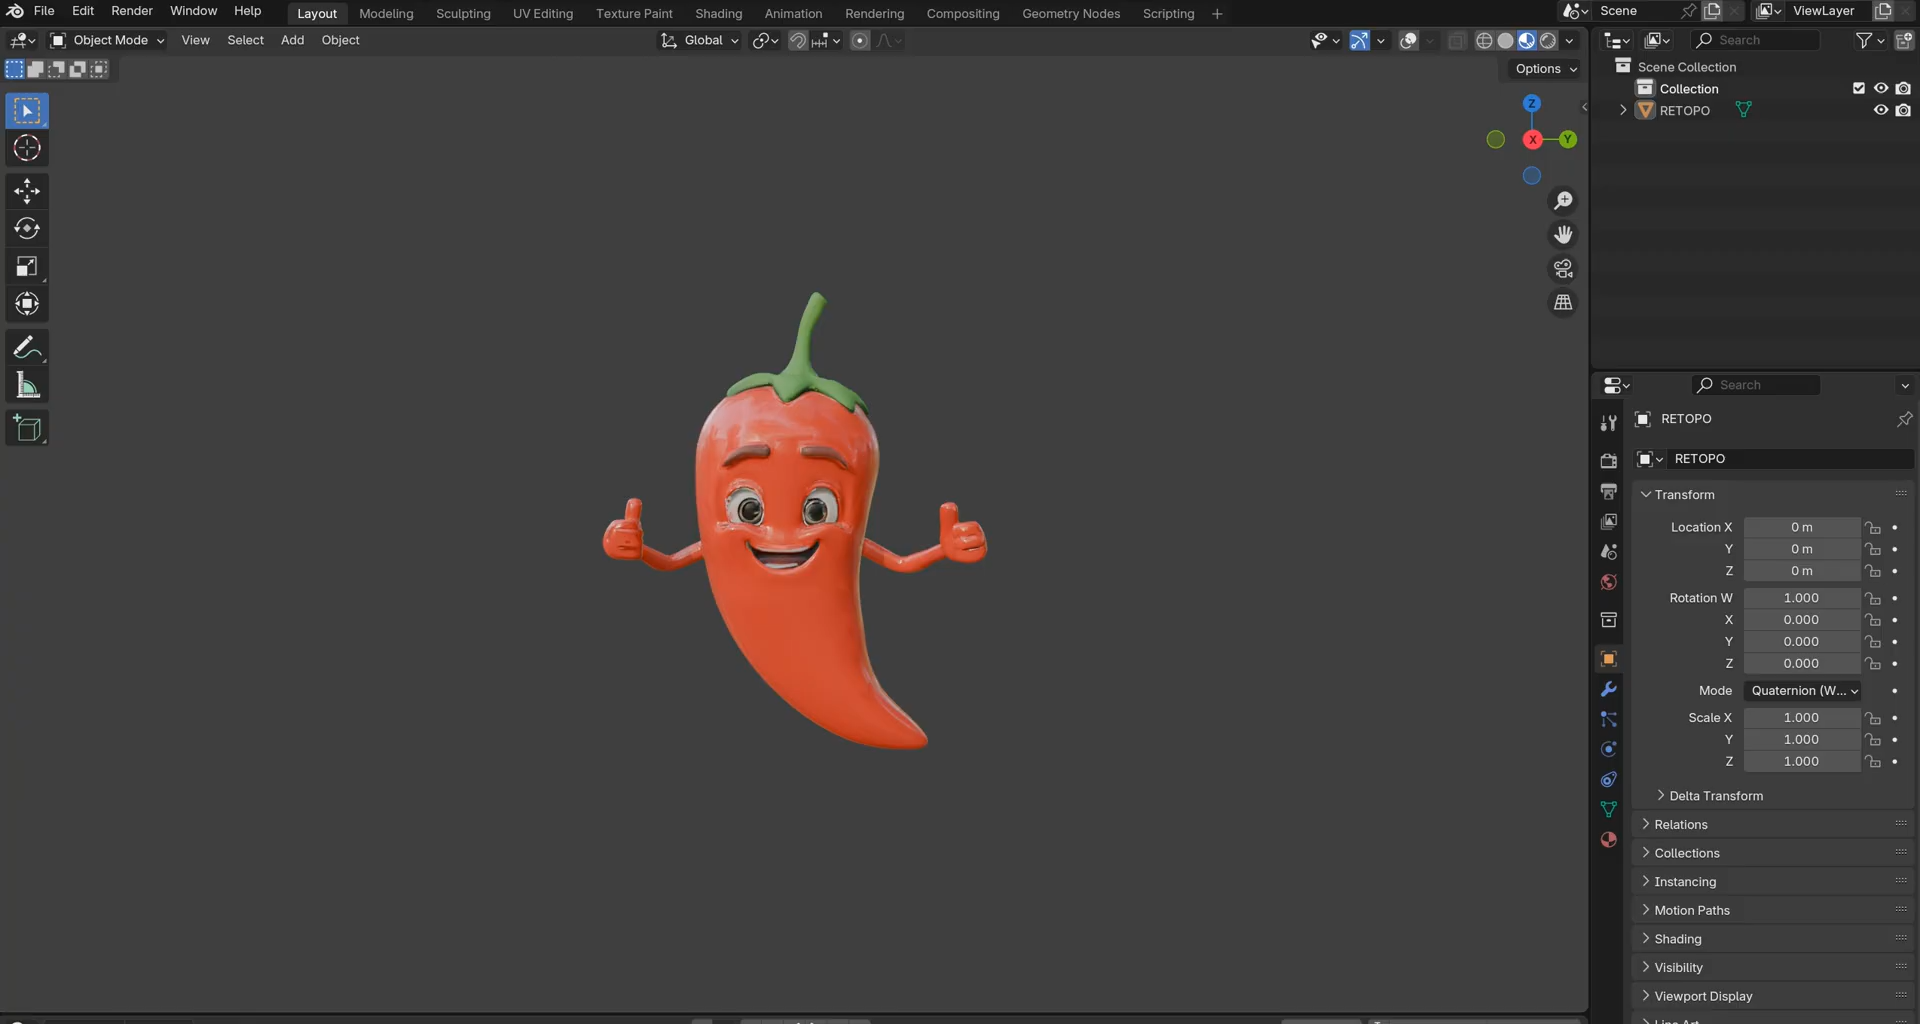 File Edit Render Window Help Layout Modeling Sculpting UV Editing Texture Paint Shading Animation Rendering Compositing Geometry Nodes Scripting + Scene ViewLayer
Object Mode View Select Add Object Global Search
Options
Z
X Y
Scene Collection
Collection
RETOPO
Search
RETOPO
RETOPO
Transform
Location X 0 m
Y 0 m
Z 0 m
Rotation W 1.000
X 0.000
Y 0.000
Z 0.000
Mode Quaternion (W...
Scale X 1.000
Y 1.000
Z 1.000
Delta Transform
Relations
Collections
Instancing
Motion Paths
Shading
Visibility
Viewport Display